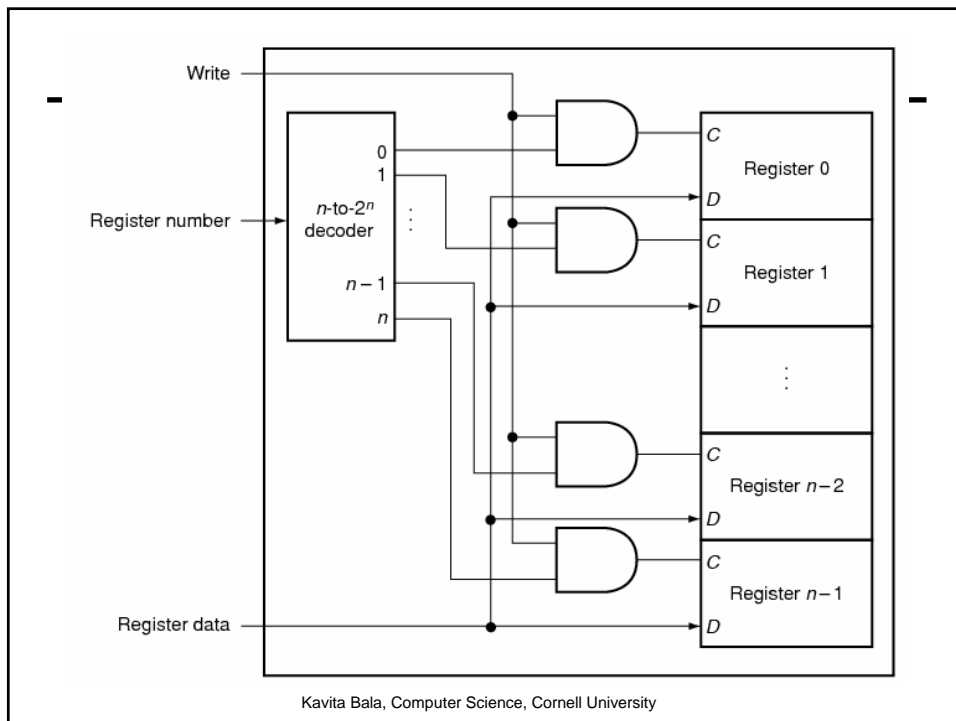 Write
0
1
n-to-2ⁿ
decoder
⋮
n – 1
n
Register number
Register data
C
Register 0
D
C
Register 1
D
⋮
C
Register n – 2
D
C
Register n – 1
D
Kavita Bala, Computer Science, Cornell University